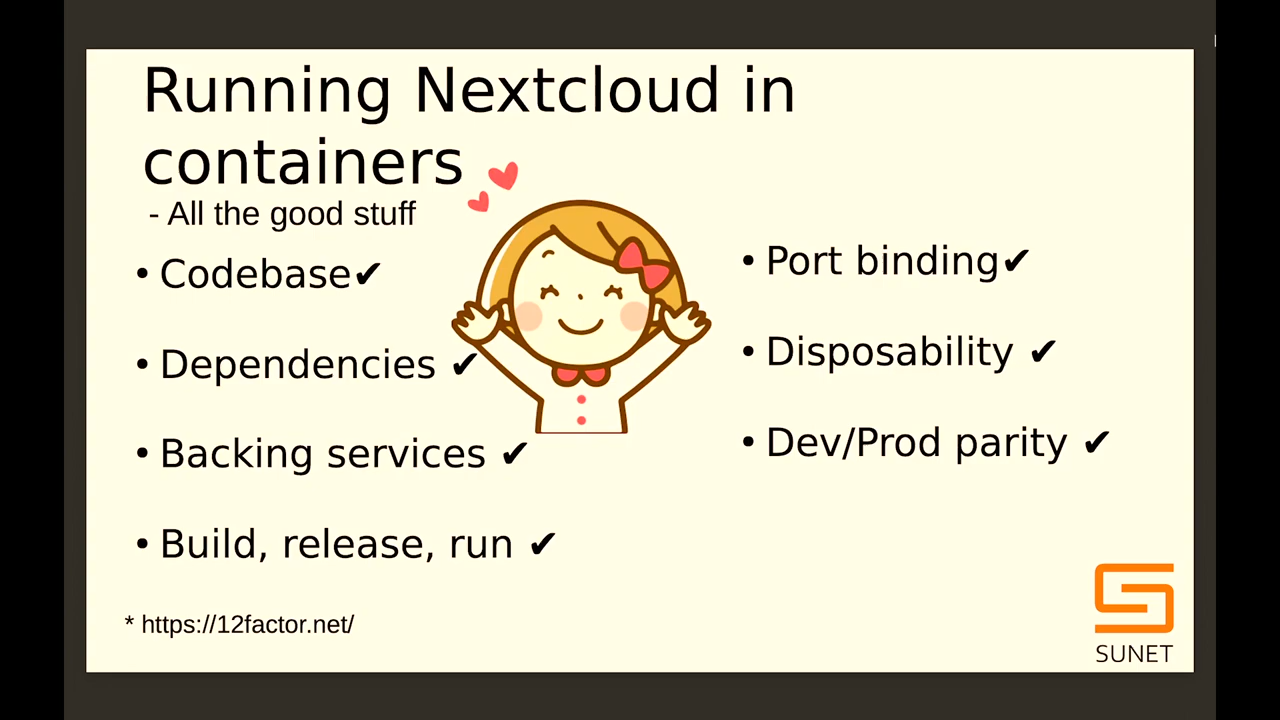 Running Nextcloud in
containers
- All the good stuff
• Codebase✔
• Dependencies ✔
• Backing services ✔
• Build, release, run ✔
• Port binding✔
• Disposability ✔
• Dev/Prod parity ✔
* https://12factor.net/
SUNET